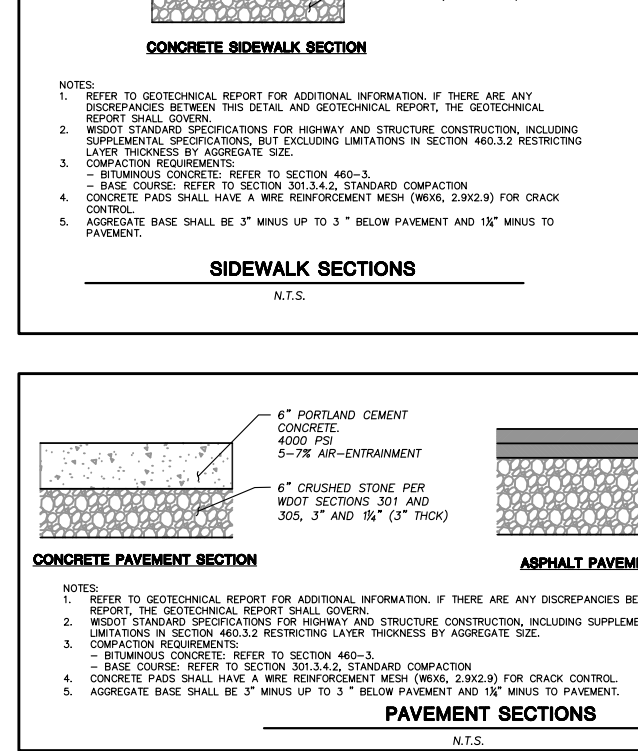 CONCRETE SIDEWALK SECTION
NOTES:
1. REFER TO GEOTECHNICAL REPORT FOR ADDITIONAL INFORMATION. IF THERE ARE ANY
DISCREPANCIES BETWEEN THIS DETAIL AND GEOTECHNICAL REPORT, THE GEOTECHNICAL
REPORT SHALL GOVERN.
2. WISDOT STANDARD SPECIFICATIONS FOR HIGHWAY AND STRUCTURE CONSTRUCTION, INCLUDING
SUPPLEMENTAL SPECIFICATIONS, BUT EXCLUDING LIMITATIONS IN SECTION 460.3.2 RESTRICTING
LAYER THICKNESS BY AGGREGATE SIZE.
3. COMPACTION REQUIREMENTS:
– BITUMINOUS CONCRETE: REFER TO SECTION 460–3.
– BASE COURSE: REFER TO SECTION 301.3.4.2, STANDARD COMPACTION
4. CONCRETE PADS SHALL HAVE A WIRE REINFORCEMENT MESH (W6X6, 2.9X2.9) FOR CRACK
CONTROL.
5. AGGREGATE BASE SHALL BE 3" MINUS UP TO 3 " BELOW PAVEMENT AND 1¼" MINUS TO
PAVEMENT.
SIDEWALK SECTIONS
N.T.S.
6" PORTLAND CEMENT
CONCRETE.
4000 PSI
5–7% AIR–ENTRAINMENT
6" CRUSHED STONE PER
WDOT SECTIONS 301 AND
305, 3" AND 1¼" (3" THCK)
CONCRETE PAVEMENT SECTION
ASPHALT PAVEM
NOTES:
1. REFER TO GEOTECHNICAL REPORT FOR ADDITIONAL INFORMATION. IF THERE ARE ANY DISCREPANCIES BE
REPORT, THE GEOTECHNICAL REPORT SHALL GOVERN.
2. WISDOT STANDARD SPECIFICATIONS FOR HIGHWAY AND STRUCTURE CONSTRUCTION, INCLUDING SUPPLEME
LIMITATIONS IN SECTION 460.3.2 RESTRICTING LAYER THICKNESS BY AGGREGATE SIZE.
3. COMPACTION REQUIREMENTS:
– BITUMINOUS CONCRETE: REFER TO SECTION 460–3.
– BASE COURSE: REFER TO SECTION 301.3.4.2, STANDARD COMPACTION
4. CONCRETE PADS SHALL HAVE A WIRE REINFORCEMENT MESH (W6X6, 2.9X2.9) FOR CRACK CONTROL.
5. AGGREGATE BASE SHALL BE 3" MINUS UP TO 3 " BELOW PAVEMENT AND 1¼" MINUS TO PAVEMENT.
PAVEMENT SECTIONS
N.T.S.